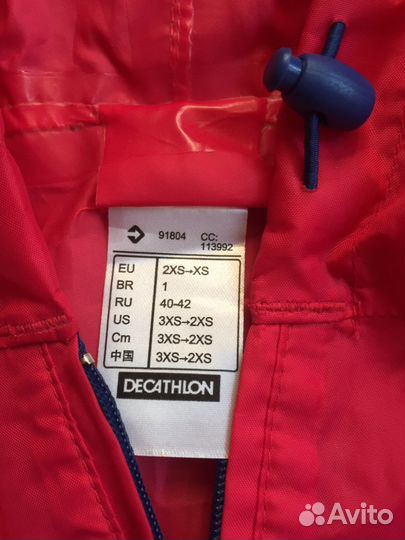 91804 CC: 113992
EU 2XS→XS
BR 1
RU 40-42
US 3XS→2XS
Cm 3XS→2XS
中国 3XS→2XS
DECATHLON
Avito